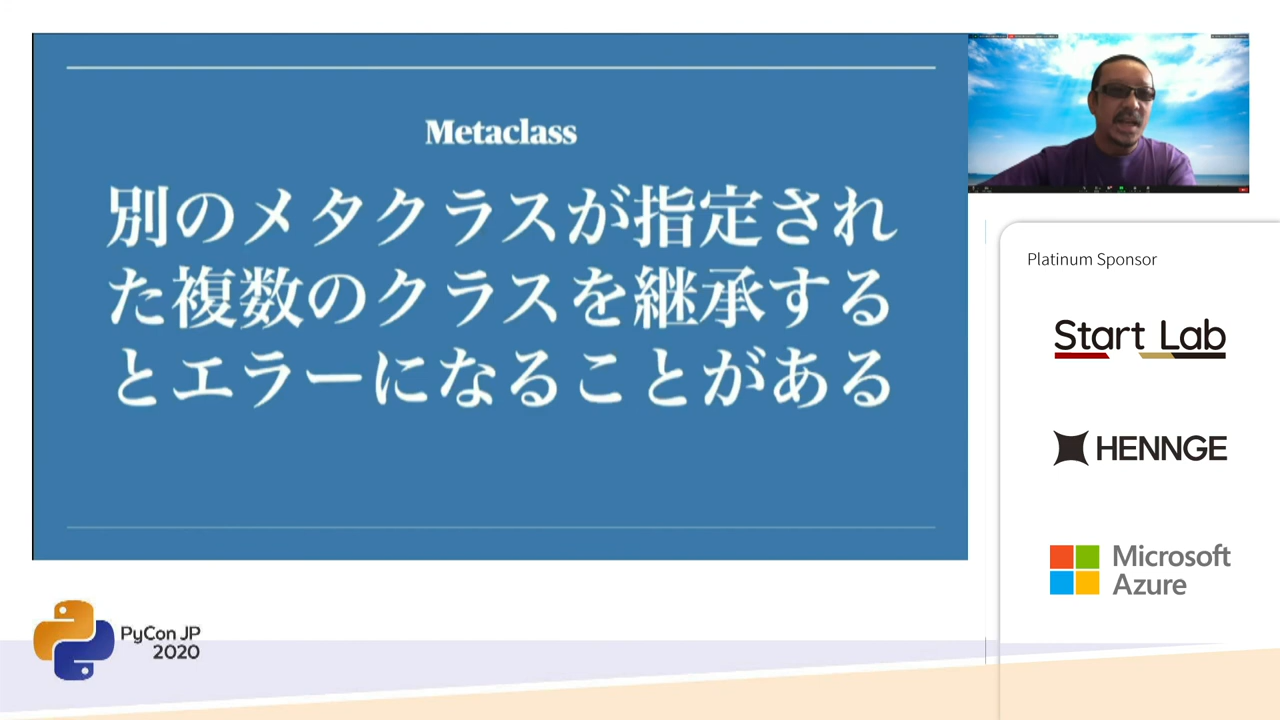 Metaclass
別のメタクラスが指定され
た複数のクラスを継承する
とエラーになることがある
Platinum Sponsor
Start Lab
HENNGE
Microsoft
Azure
PyCon JP
2020